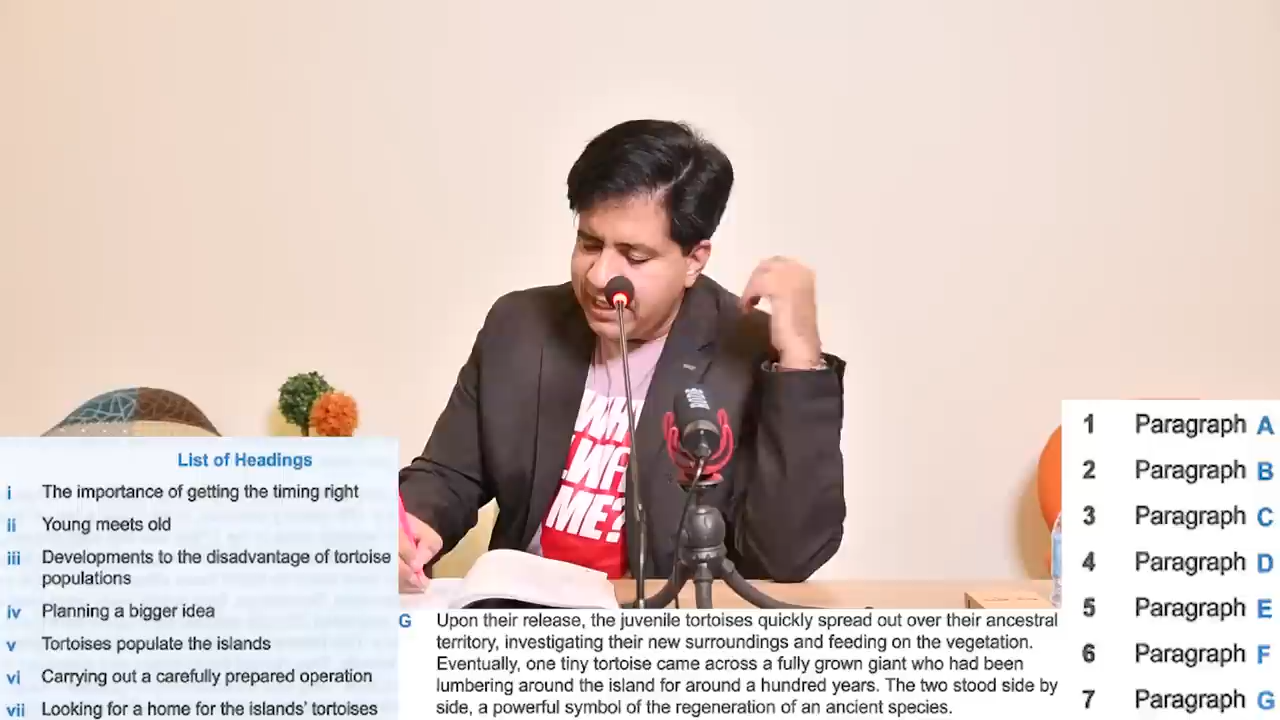 List of Headings
i The importance of getting the timing right
ii Young meets old
iii Developments to the disadvantage of tortoise
populations
iv Planning a bigger idea
v Tortoises populate the islands
vi Carrying out a carefully prepared operation
vii Looking for a home for the islands' tortoises
G Upon their release, the juvenile tortoises quickly spread out over their ancestral
territory, investigating their new surroundings and feeding on the vegetation.
Eventually, one tiny tortoise came across a fully grown giant who had been
lumbering around the island for around a hundred years. The two stood side by
side, a powerful symbol of the regeneration of an ancient species.
1 Paragraph A
2 Paragraph B
3 Paragraph C
4 Paragraph D
5 Paragraph E
6 Paragraph F
7 Paragraph G
ME?
RODE